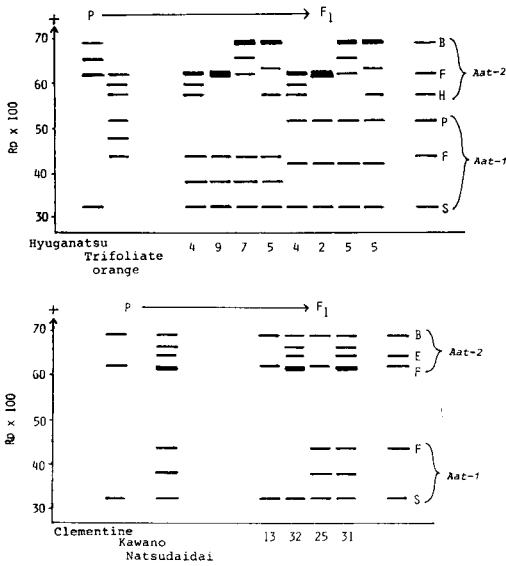 P F1
+
70 B
60 F Aat-2
H
50 P
Rp x 100
40 F Aat-1
30 S
Hyuganatsu 4 9 7 5 4 2 5 5
Trifoliate
orange
P F1
+
70 B
E Aat-2
60 F
50
Rp x 100
40 F
Aat-1
30 S
Clementine
Kawano 13 32 25 31
Natsudaidai